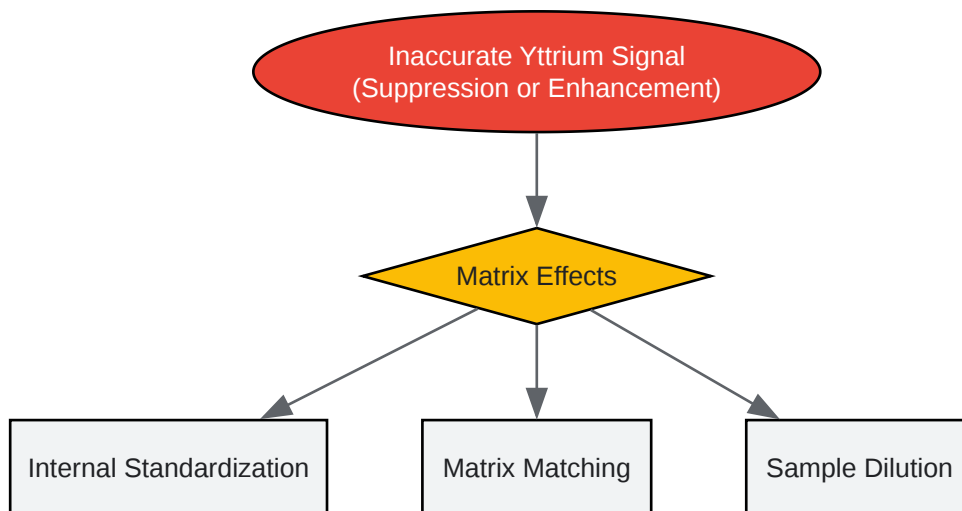 Inaccurate Yttrium Signal
(Suppression or Enhancement)
Matrix Effects
Internal Standardization
Matrix Matching
Sample Dilution